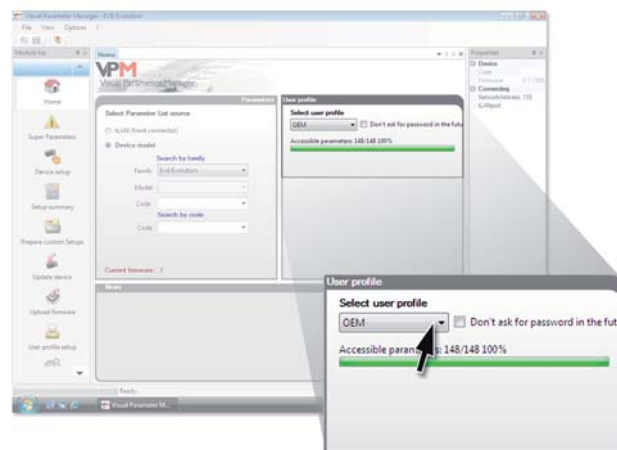 Visual Parameter Manager - EVD Evolution
File View Options ?
Module list
Home
Properties
VPM
Visual Parameter Manager
Home
Super Parameters
Device setup
Setup summary
Prepare custom Setups
Update device
Upload firmware
User profile setup
Parameters
Select Parameter List source
tLAN (front connector)
Device model
Search by family
Family Evd Evolution
Model
Code
Search by code
Code
Current firmware:
News
User profile
Select user profile
OEM Don't ask for password in the futu
Accessible parameters: 148/148 100%
Device
Code
Firmware
Connecting
NetworkAddress 198
tLANport
Ready
Visual Parameter M...
User profile
Select user profile
OEM Don't ask for password in the fut
Accessible param s: 148/148 100%